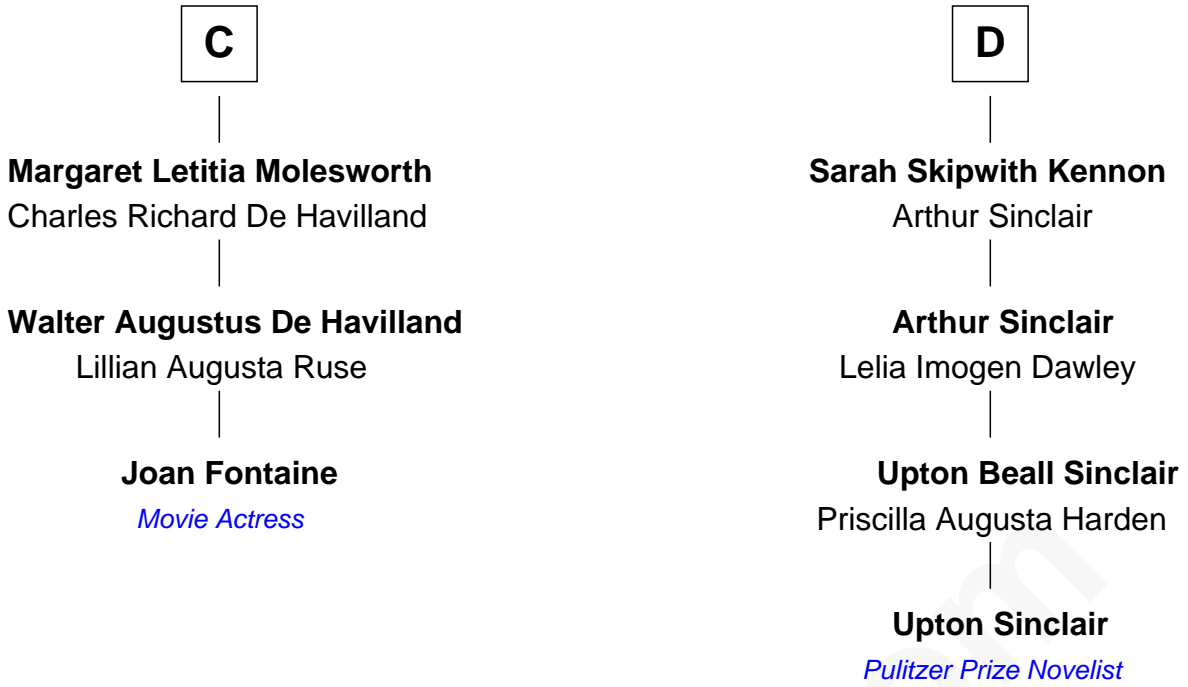 C
D
Margaret Letitia Molesworth
Charles Richard De Havilland
Sarah Skipwith Kennon
Arthur Sinclair
Walter Augustus De Havilland
Lillian Augusta Ruse
Arthur Sinclair
Lelia Imogen Dawley
Joan Fontaine
Movie Actress
Upton Beall Sinclair
Priscilla Augusta Harden
Upton Sinclair
Pulitzer Prize Novelist